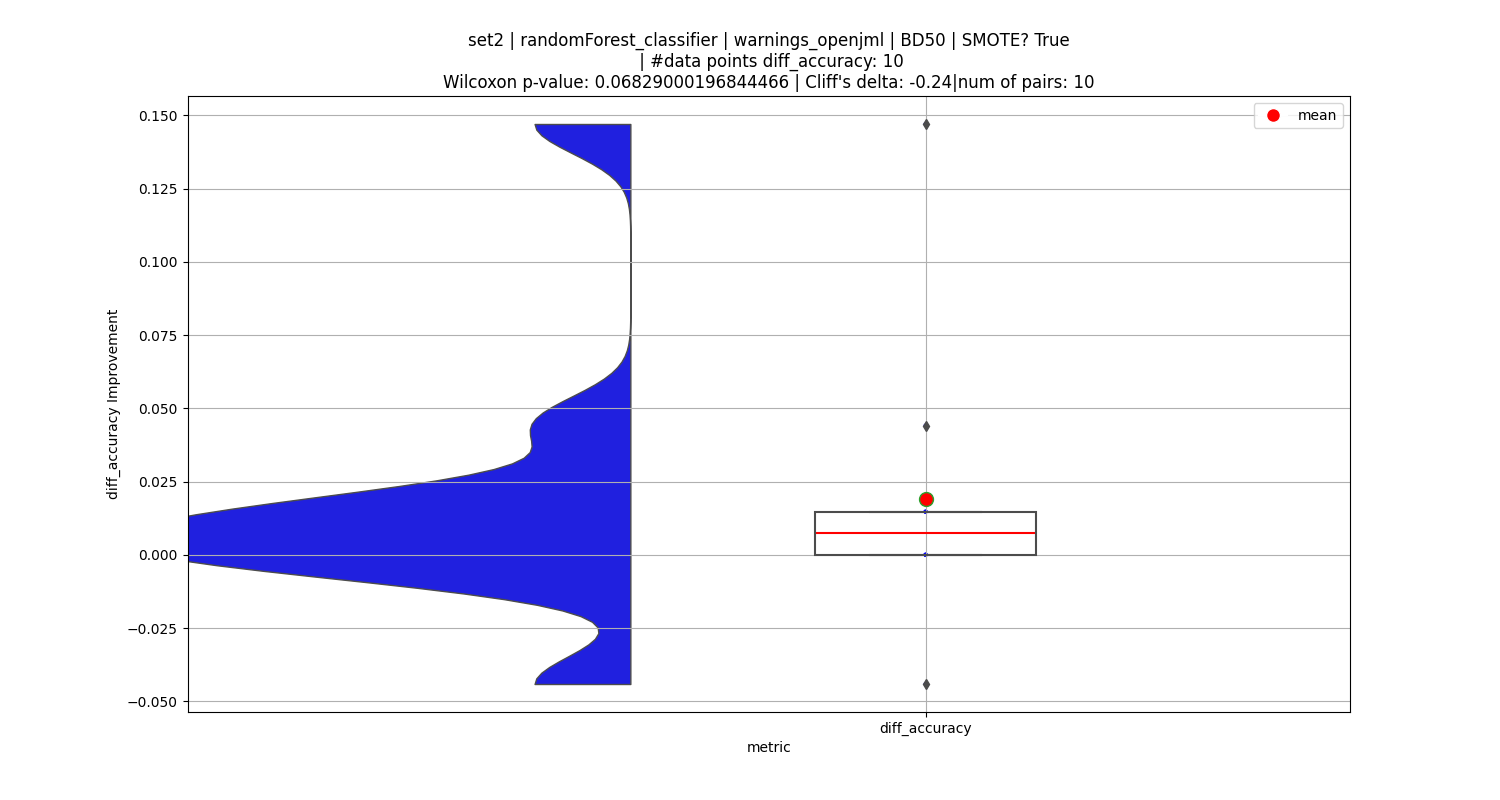 set2 | randomForest_classifier | warnings_openjml | BD50 | SMOTE? True
| #data points diff_accuracy: 10
Wilcoxon p-value: 0.06829000196844466 | Cliff's delta: -0.24|num of pairs: 10
mean
0.150
0.125
0.100
0.075
0.050
0.025
0.000
−0.025
−0.050
diff_accuracy Improvement
diff_accuracy
metric